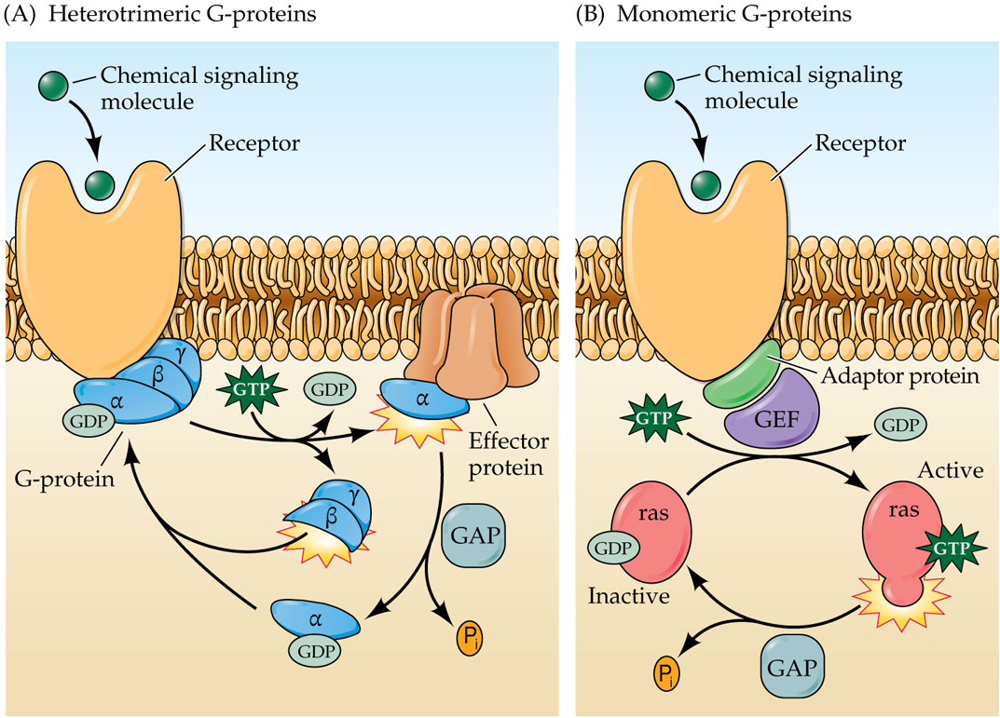 (A) Heterotrimeric G-proteins
Chemical signaling
molecule
Receptor
γ
β
α
GDP
GTP
GDP
α
Effector
protein
G-protein
γ
β
GAP
α
GDP
Pi
(B) Monomeric G-proteins
Chemical signaling
molecule
Receptor
Adaptor protein
GTP
GEF
GDP
Active
ras
GDP
Inactive
ras
GTP
GAP
Pi